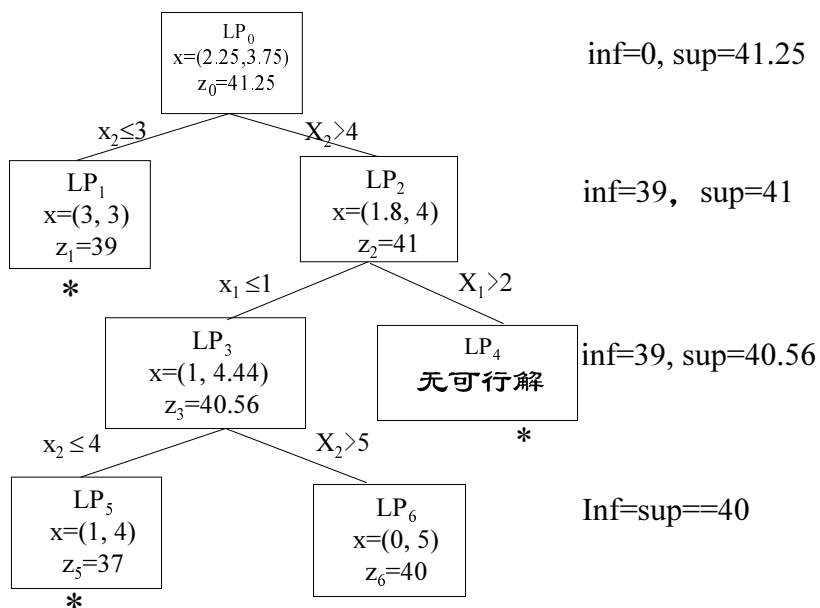 LP₀
x=(2.25,3.75)
z₀=41.25
inf=0, sup=41.25
x₂≤3
X₂>4
LP₁
x=(3, 3)
z₁=39
*
LP₂
x=(1.8, 4)
z₂=41
inf=39， sup=41
x₁ ≤1
X₁>2
LP₃
x=(1, 4.44)
z₃=40.56
LP₄
无可行解
*
inf=39, sup=40.56
x₂ ≤ 4
X₂>5
LP₅
x=(1, 4)
z₅=37
*
LP₆
x=(0, 5)
z₆=40
Inf=sup==40